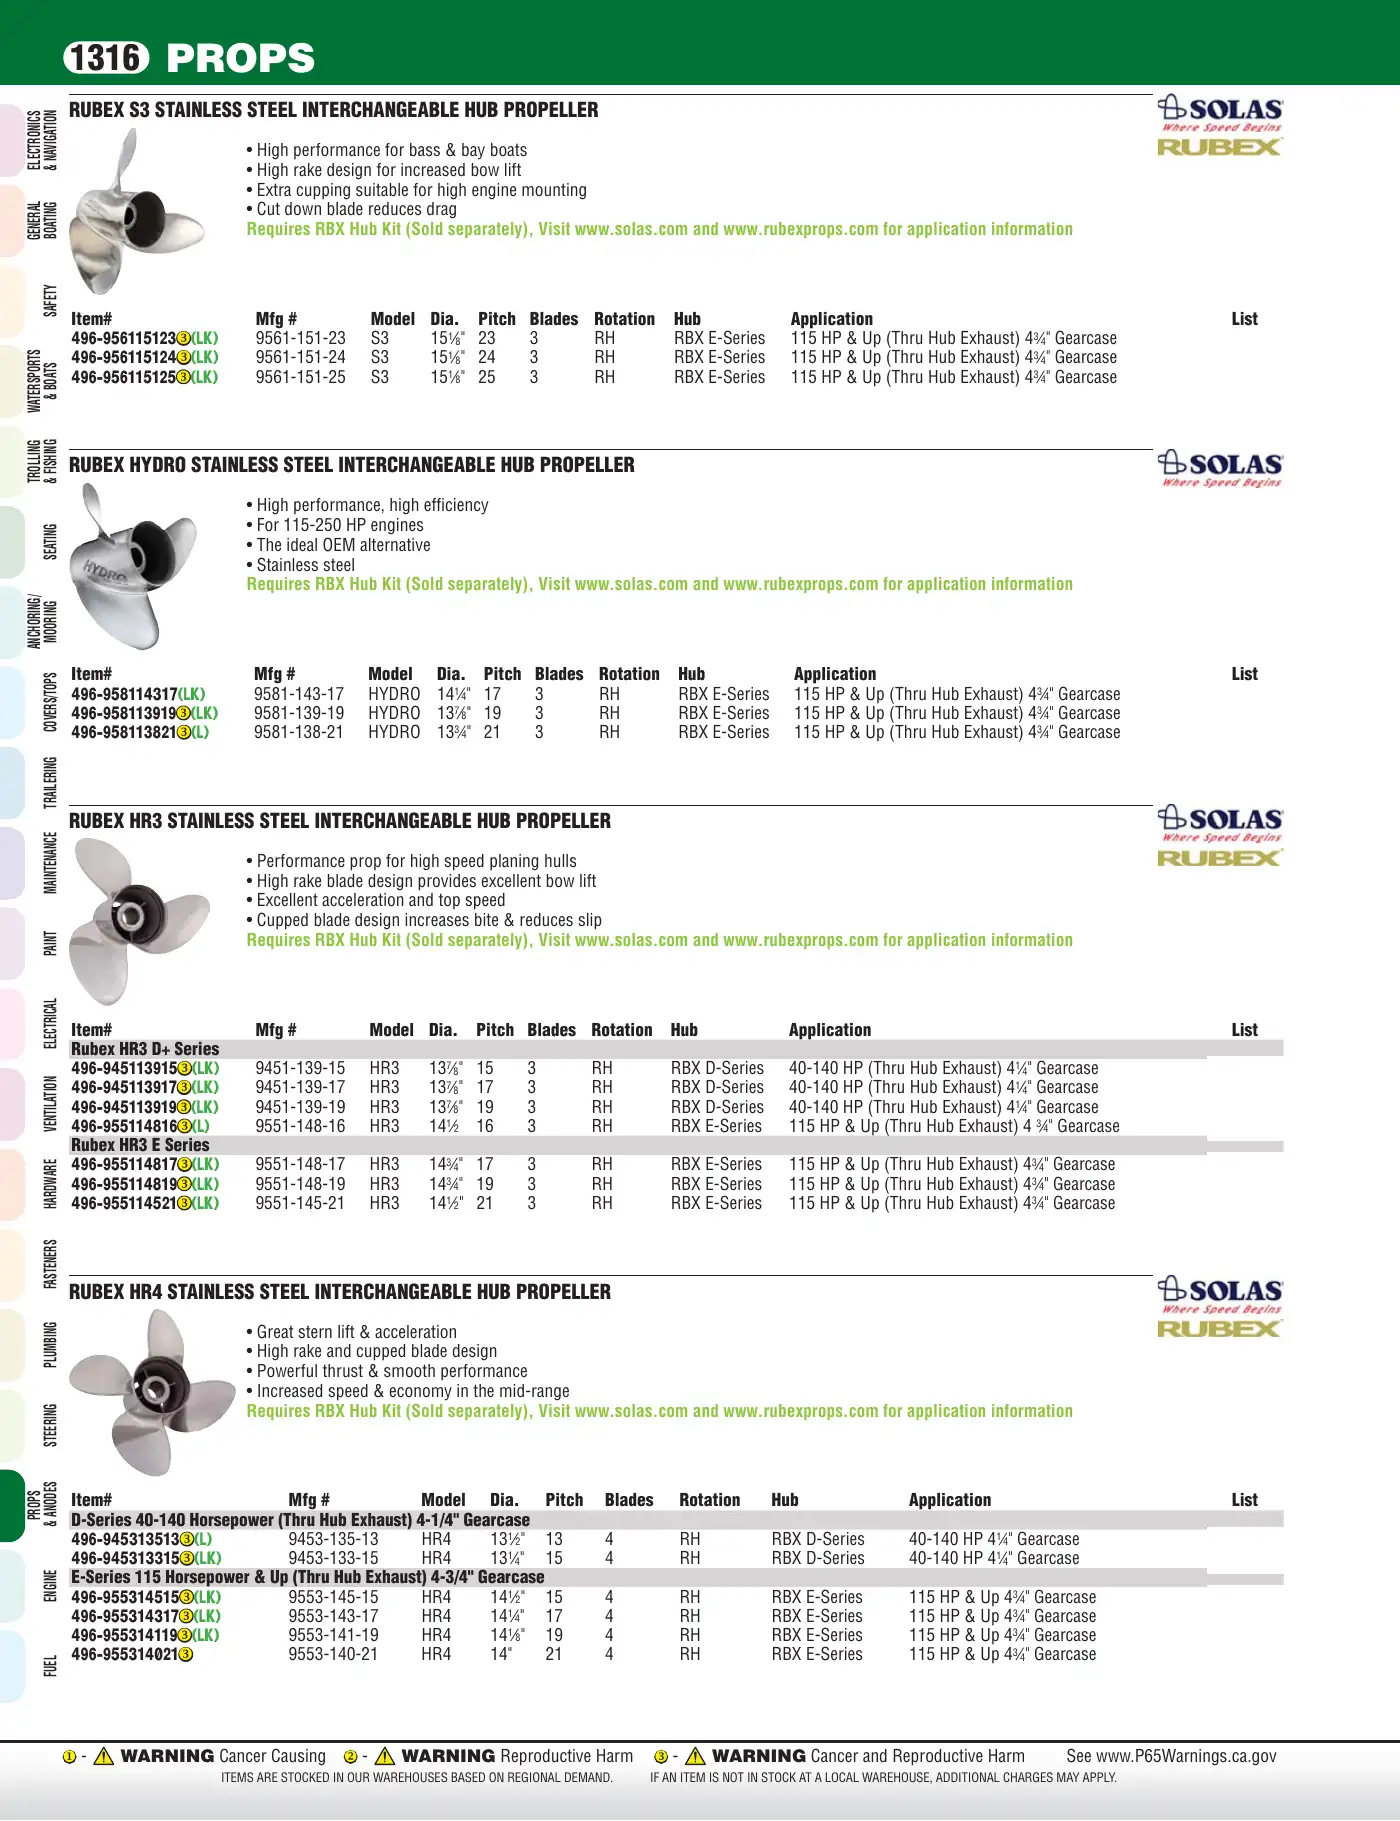 1316 PROPS
ELECTRONICS
& NAVIGATION
GENERAL
BOATING
SAFETY
WATERSPORTS
& BOATS
TROLLING
& FISHING
SEATING
ANCHORING/
MOORING
COVERS/TOPS
TRAILERING
MAINTENANCE
PAINT
ELECTRICAL
VENTILATION
HARDWARE
FASTENERS
PLUMBING
STEERING
PROPS
& ANODES
ENGINE
FUEL
RUBEX S3 STAINLESS STEEL INTERCHANGEABLE HUB PROPELLER
SOLAS
Where Speed Begins
RUBEX
• High performance for bass & bay boats
• High rake design for increased bow lift
• Extra cupping suitable for high engine mounting
• Cut down blade reduces drag
Requires RBX Hub Kit (Sold separately), Visit www.solas.com and www.rubexprops.com for application information
Item# Mfg # Model Dia. Pitch Blades Rotation Hub Application List
496-956115123③(LK) 9561-151-23 S3 15⅛" 23 3 RH RBX E-Series 115 HP & Up (Thru Hub Exhaust) 4¾" Gearcase
496-956115124③(LK) 9561-151-24 S3 15⅛" 24 3 RH RBX E-Series 115 HP & Up (Thru Hub Exhaust) 4¾" Gearcase
496-956115125③(LK) 9561-151-25 S3 15⅛" 25 3 RH RBX E-Series 115 HP & Up (Thru Hub Exhaust) 4¾" Gearcase
RUBEX HYDRO STAINLESS STEEL INTERCHANGEABLE HUB PROPELLER
SOLAS
Where Speed Begins
HYDRO
• High performance, high efficiency
• For 115-250 HP engines
• The ideal OEM alternative
• Stainless steel
Requires RBX Hub Kit (Sold separately), Visit www.solas.com and www.rubexprops.com for application information
Item# Mfg # Model Dia. Pitch Blades Rotation Hub Application List
496-958114317(LK) 9581-143-17 HYDRO 14¼" 17 3 RH RBX E-Series 115 HP & Up (Thru Hub Exhaust) 4¾" Gearcase
496-958113919③(LK) 9581-139-19 HYDRO 13⅞" 19 3 RH RBX E-Series 115 HP & Up (Thru Hub Exhaust) 4¾" Gearcase
496-958113821③(L) 9581-138-21 HYDRO 13¾" 21 3 RH RBX E-Series 115 HP & Up (Thru Hub Exhaust) 4¾" Gearcase
RUBEX HR3 STAINLESS STEEL INTERCHANGEABLE HUB PROPELLER
SOLAS
Where Speed Begins
RUBEX
• Performance prop for high speed planing hulls
• High rake blade design provides excellent bow lift
• Excellent acceleration and top speed
• Cupped blade design increases bite & reduces slip
Requires RBX Hub Kit (Sold separately), Visit www.solas.com and www.rubexprops.com for application information
Item# Mfg # Model Dia. Pitch Blades Rotation Hub Application List
Rubex HR3 D+ Series
496-945113915③(LK) 9451-139-15 HR3 13⅞" 15 3 RH RBX D-Series 40-140 HP (Thru Hub Exhaust) 4¼" Gearcase
496-945113917③(LK) 9451-139-17 HR3 13⅞" 17 3 RH RBX D-Series 40-140 HP (Thru Hub Exhaust) 4¼" Gearcase
496-945113919③(LK) 9451-139-19 HR3 13⅞" 19 3 RH RBX D-Series 40-140 HP (Thru Hub Exhaust) 4¼" Gearcase
496-955114816③(L) 9551-148-16 HR3 14½ 16 3 RH RBX E-Series 115 HP & Up (Thru Hub Exhaust) 4 ¾" Gearcase
Rubex HR3 E Series
496-955114817③(LK) 9551-148-17 HR3 14¾" 17 3 RH RBX E-Series 115 HP & Up (Thru Hub Exhaust) 4¾" Gearcase
496-955114819③(LK) 9551-148-19 HR3 14¾" 19 3 RH RBX E-Series 115 HP & Up (Thru Hub Exhaust) 4¾" Gearcase
496-955114521③(LK) 9551-145-21 HR3 14½" 21 3 RH RBX E-Series 115 HP & Up (Thru Hub Exhaust) 4¾" Gearcase
RUBEX HR4 STAINLESS STEEL INTERCHANGEABLE HUB PROPELLER
SOLAS
Where Speed Begins
RUBEX
• Great stern lift & acceleration
• High rake and cupped blade design
• Powerful thrust & smooth performance
• Increased speed & economy in the mid-range
Requires RBX Hub Kit (Sold separately), Visit www.solas.com and www.rubexprops.com for application information
Item# Mfg # Model Dia. Pitch Blades Rotation Hub Application List
D-Series 40-140 Horsepower (Thru Hub Exhaust) 4-1/4" Gearcase
496-945313513③(L) 9453-135-13 HR4 13½" 13 4 RH RBX D-Series 40-140 HP 4¼" Gearcase
496-945313315③(LK) 9453-133-15 HR4 13¼" 15 4 RH RBX D-Series 40-140 HP 4¼" Gearcase
E-Series 115 Horsepower & Up (Thru Hub Exhaust) 4-3/4" Gearcase
496-955314515③(LK) 9553-145-15 HR4 14½" 15 4 RH RBX E-Series 115 HP & Up 4¾" Gearcase
496-955314317③(LK) 9553-143-17 HR4 14¼" 17 4 RH RBX E-Series 115 HP & Up 4¾" Gearcase
496-955314119③(LK) 9553-141-19 HR4 14⅛" 19 4 RH RBX E-Series 115 HP & Up 4¾" Gearcase
496-955314021③ 9553-140-21 HR4 14" 21 4 RH RBX E-Series 115 HP & Up 4¾" Gearcase
① - ⚠ WARNING Cancer Causing ② - ⚠ WARNING Reproductive Harm ③ - ⚠ WARNING Cancer and Reproductive Harm See www.P65Warnings.ca.gov
ITEMS ARE STOCKED IN OUR WAREHOUSES BASED ON REGIONAL DEMAND. IF AN ITEM IS NOT IN STOCK AT A LOCAL WAREHOUSE, ADDITIONAL CHARGES MAY APPLY.